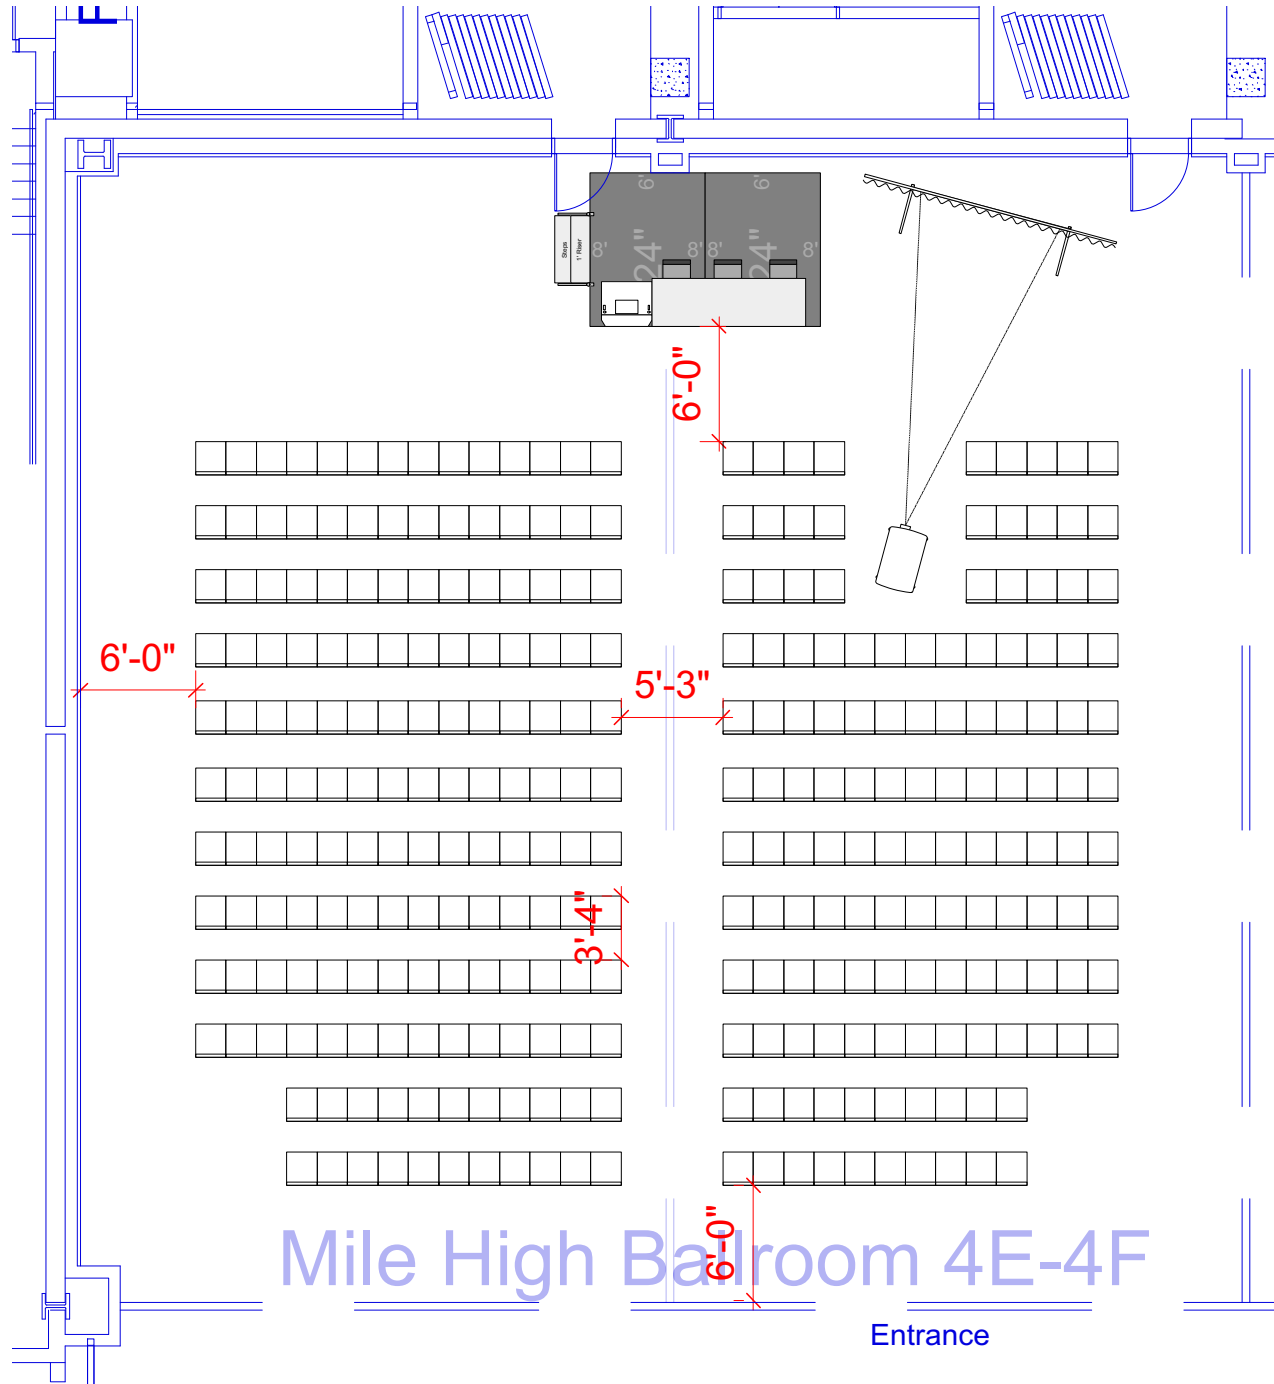 E
6'
6'
8'
24"
8'
8'
24"
8'
Steps
1' Riser
6'-0"
6'-0"
5'-3"
3'-4"
6'-0"
Mile High Ballroom 4E-4F
Entrance